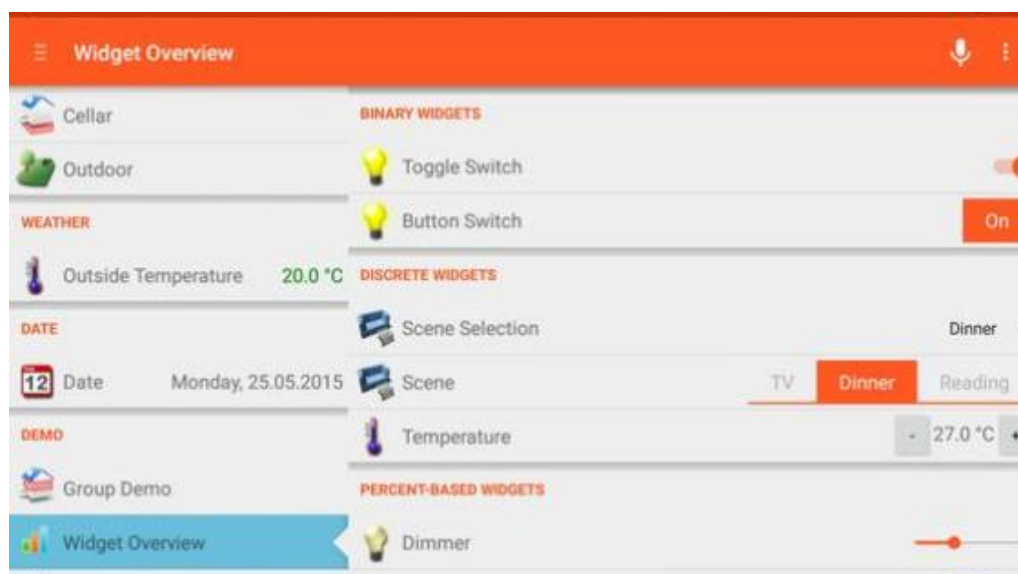 Widget Overview
Cellar
Outdoor
WEATHER
Outside Temperature 20.0 °C
DATE
12 Date Monday, 25.05.2015
DEMO
Group Demo
Widget Overview
BINARY WIDGETS
Toggle Switch
Button Switch On
DISCRETE WIDGETS
Scene Selection Dinner
Scene TV Dinner Reading
Temperature - 27.0 °C +
PERCENT-BASED WIDGETS
Dimmer